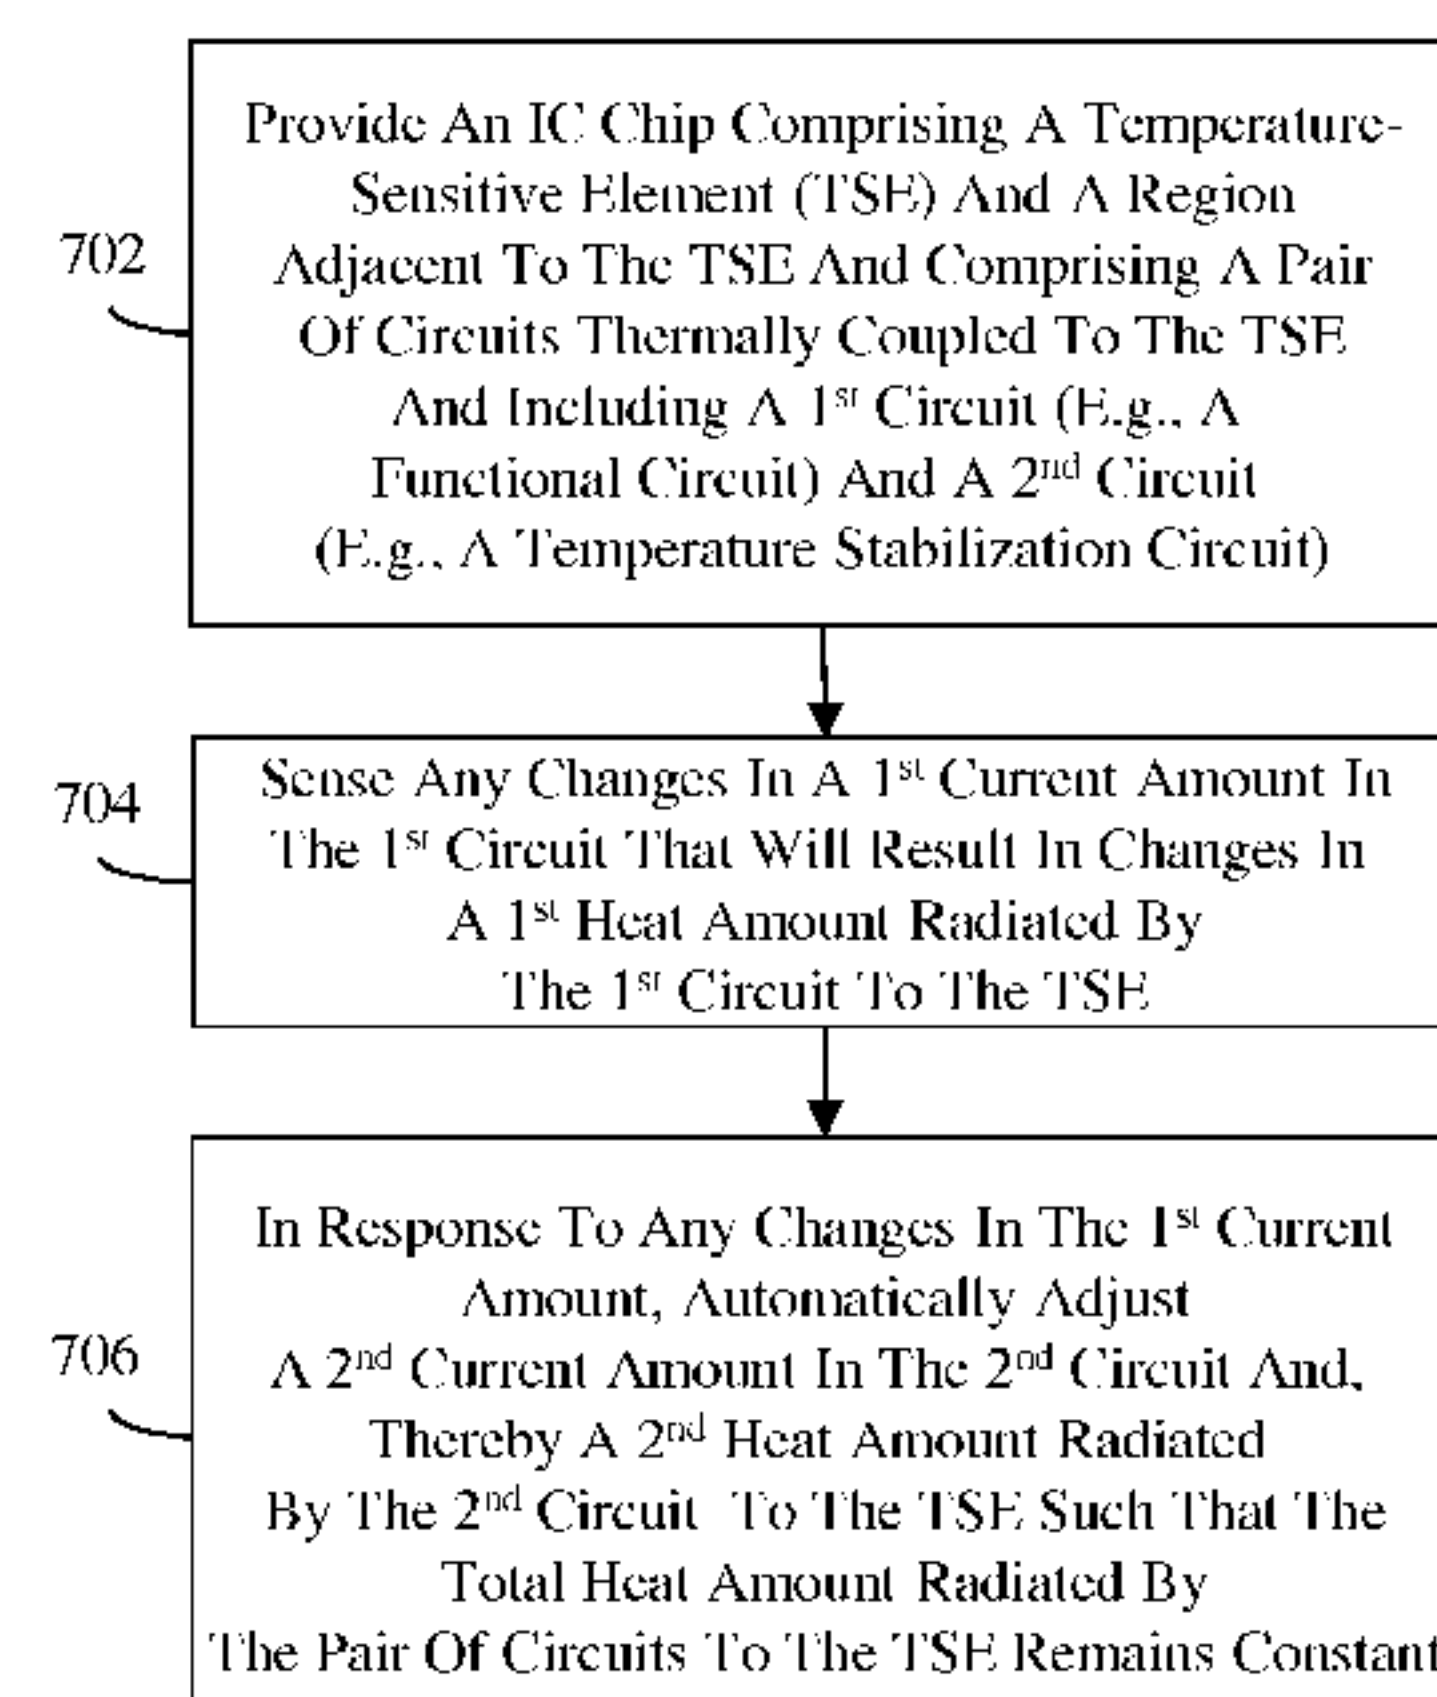 Provide An IC Chip Comprising A Temperature-
Sensitive Element (TSE) And A Region
702
Adjacent To The TSE And Comprising A Pair
Of Circuits Thermally Coupled To The TSE
And Including A 1st Circuit (E.g., A
Functional Circuit) And A 2nd Circuit
(E.g., A Temperature Stabilization Circuit)
704
Sense Any Changes In A 1st Current Amount In
The 1st Circuit That Will Result In Changes In
A 1st Heat Amount Radiated By
The 1st Circuit To The TSE
In Response To Any Changes In The 1st Current
Amount, Automatically Adjust
706
A 2nd Current Amount In The 2nd Circuit And,
Thereby A 2nd Heat Amount Radiated
By The 2nd Circuit To The TSE Such That The
Total Heat Amount Radiated By
The Pair Of Circuits To The TSE Remains Constant